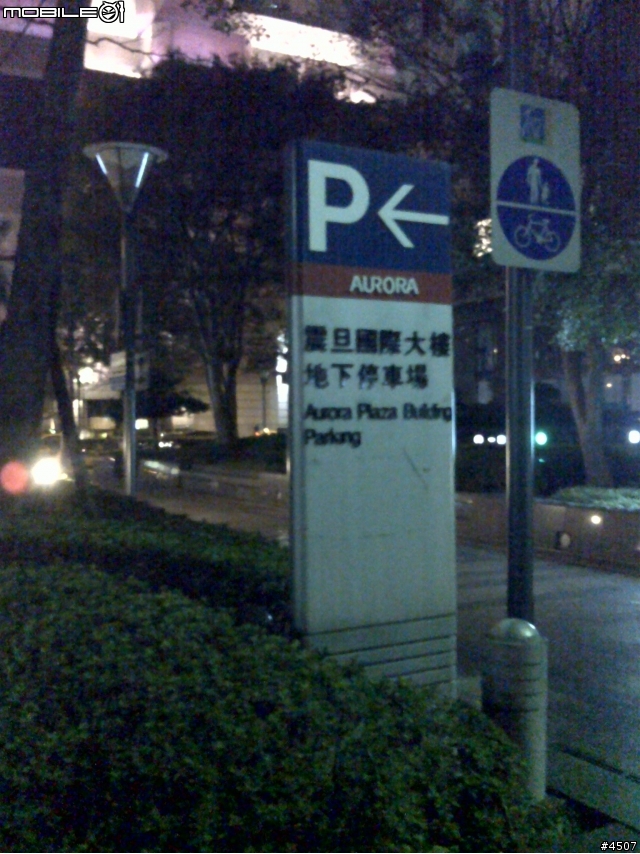 MOBILE01
P
AURORA
震旦國際大樓
地下停車場
Aurora Plaza Building
Parking
#4507